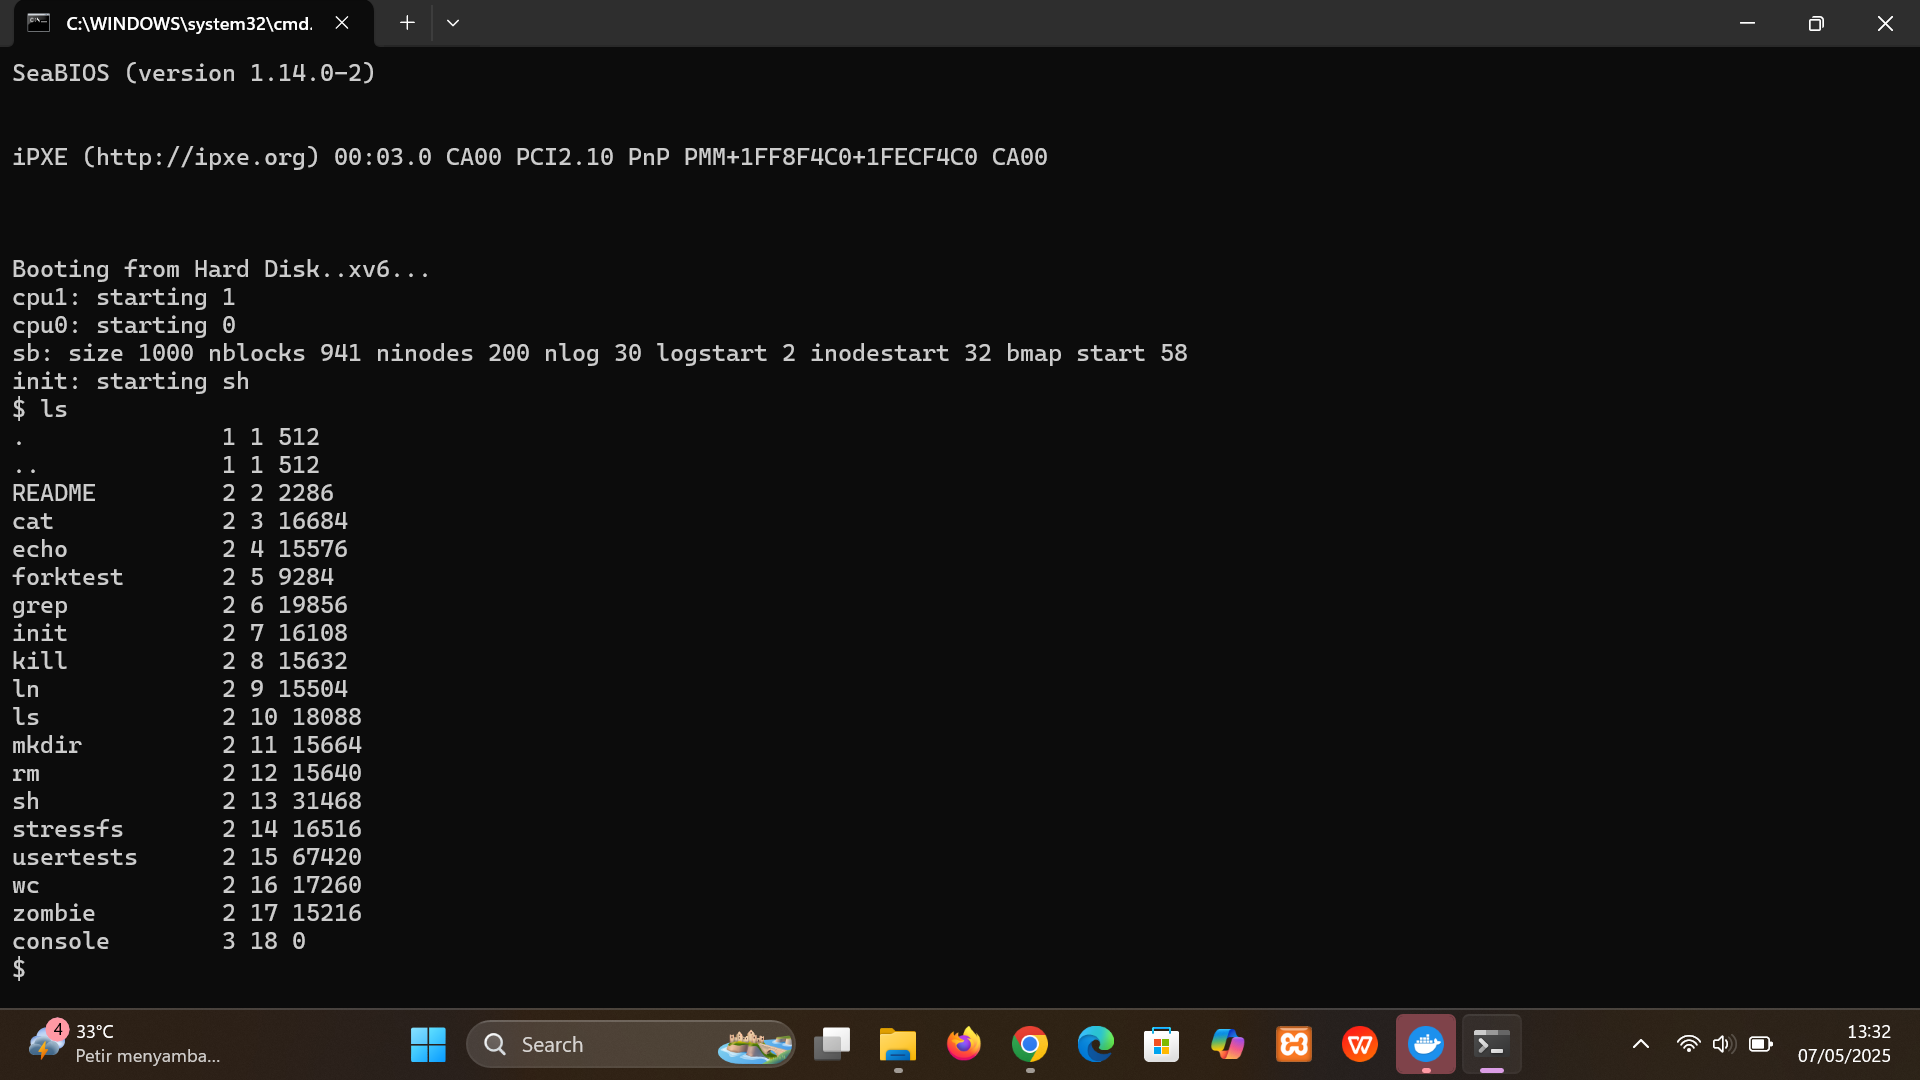 C:\WINDOWS\system32\cmd.
SeaBIOS (version 1.14.0-2)
iPXE (http://ipxe.org) 00:03.0 CA00 PCI2.10 PnP PMM+1FF8F4C0+1FECF4C0 CA00
Booting from Hard Disk..xv6...
cpu1: starting 1
cpu0: starting 0
sb: size 1000 nblocks 941 ninodes 200 nlog 30 logstart 2 inodestart 32 bmap start 58
init: starting sh
$ ls
. 1 1 512
.. 1 1 512
README 2 2 2286
cat 2 3 16684
echo 2 4 15576
forktest 2 5 9284
grep 2 6 19856
init 2 7 16108
kill 2 8 15632
ln 2 9 15504
ls 2 10 18088
mkdir 2 11 15664
rm 2 12 15640
sh 2 13 31468
stressfs 2 14 16516
usertests 2 15 67420
wc 2 16 17260
zombie 2 17 15216
console 3 18 0
$
4
33°C
Petir menyamba...
Search
13:32
07/05/2025